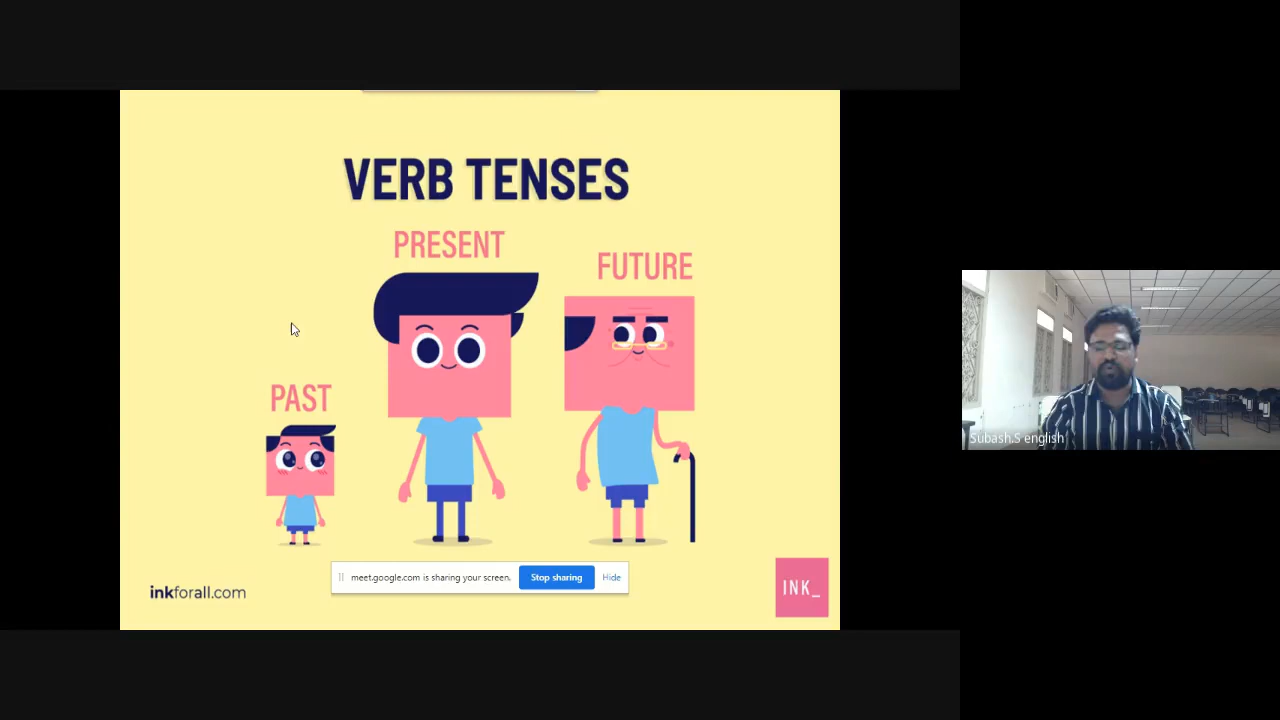 VERB TENSES
PRESENT
FUTURE
PAST
meet.google.com is sharing your screen.
Stop sharing
Hide
inkforall.com
INK_
Subash.S english